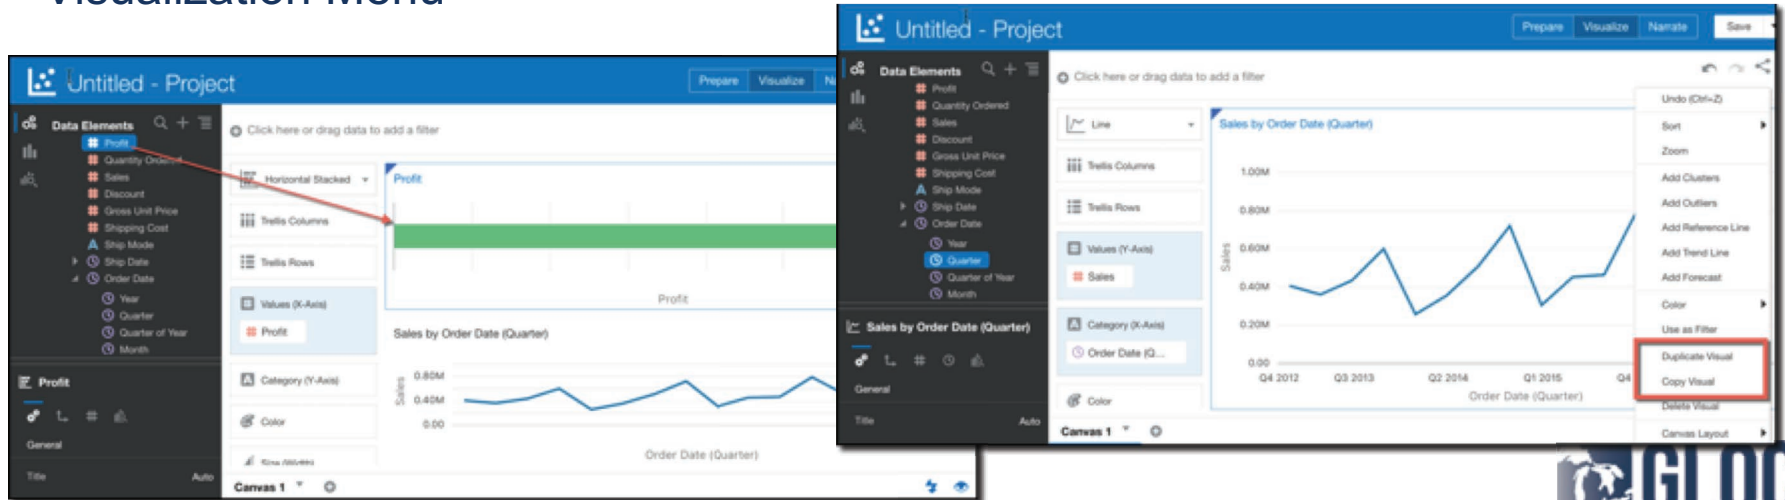 Visualization Menu
Untitled - Project
Prepare
Visualize
Data Elements
Profit
Quantity Ordered
Sales
Discount
Gross Unit Price
Shipping Cost
Ship Mode
Ship Date
Order Date
Year
Quarter
Quarter of Year
Month
Profit
General
Title
Auto
Click here or drag data to add a filter
Horizontal Stacked
Trellis Columns
Trellis Rows
Values (X-Axis)
Profit
Category (Y-Axis)
Color
Size (Width)
Profit
Profit
Sales by Order Date (Quarter)
Sales
0.80M
0.40M
0.00
Order Date (Quarter)
Canvas 1
Untitled - Project
Prepare
Visualize
Narrate
Save
Data Elements
Profit
Quantity Ordered
Sales
Discount
Gross Unit Price
Shipping Cost
Ship Mode
Ship Date
Order Date
Year
Quarter
Quarter of Year
Month
Sales by Order Date (Quarter)
General
Title
Auto
Click here or drag data to add a filter
Line
Trellis Columns
Trellis Rows
Values (Y-Axis)
Sales
Category (X-Axis)
Order Date (Q...
Color
Sales by Order Date (Quarter)
Sales
1.00M
0.80M
0.60M
0.40M
0.20M
0.00
Q4 2012
Q3 2013
Q2 2014
Q1 2015
Q4
Order Date (Quarter)
Canvas 1
Undo (Ctrl+Z)
Sort
Zoom
Add Clusters
Add Outliers
Add Reference Line
Add Trend Line
Add Forecast
Color
Use as Filter
Duplicate Visual
Copy Visual
Delete Visual
Canvas Layout